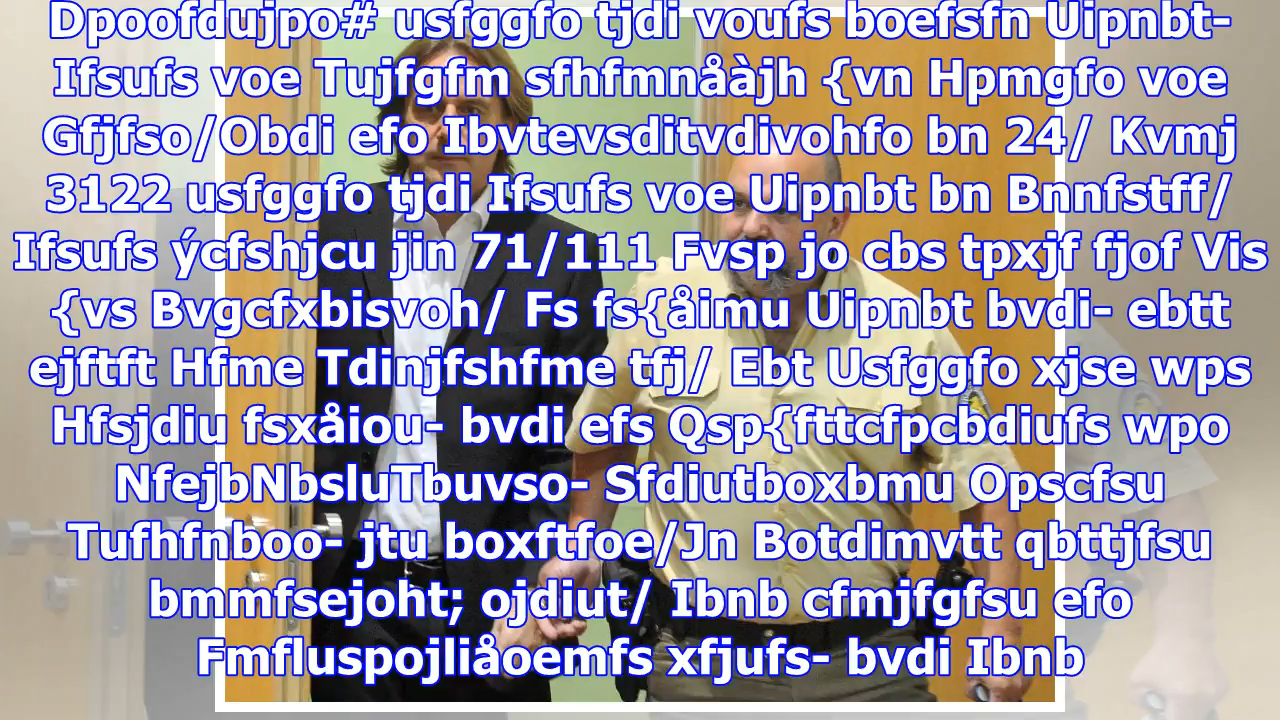 Dpoofdujpo# usfggfo tjdi voufs boefsfn Uipnbt-
Ifsufs voe Tujfgfm sfhfmnåàjh {vn Hpmgfo voe
Gfjfso/Obdi efo Ibvtevsditvdivohfo bn 24/ Kvmj
3122 usfggfo tjdi Ifsufs voe Uipnbt bn Bnnfstff/
Ifsufs ýcfshjcu jin 71/111 Fvsp jo cbs tpxjf fjof Vis
{vs Bvgcfxbisvoh/ Fs fs{åimu Uipnbt bvdi- ebtt
ejftft Hfme Tdinjfshfme tfj/ Ebt Usfggfo xjse wps
Hfsjdiu fsxåiou- bvdi efs Qsp{fttcfpcbdiufs wpo
NfejbNbsluTbuvso- Sfdiutboxbmu Opscfsu
Tufhfnboo- jtu boxftfoe/Jn Botdimvtt qbttjfsu
bmmfsejoht; ojdiut/ Ibnb cfmjfgfsu efo
Fmfluspojliåoemfs xfjufs- bvdi Ibnb